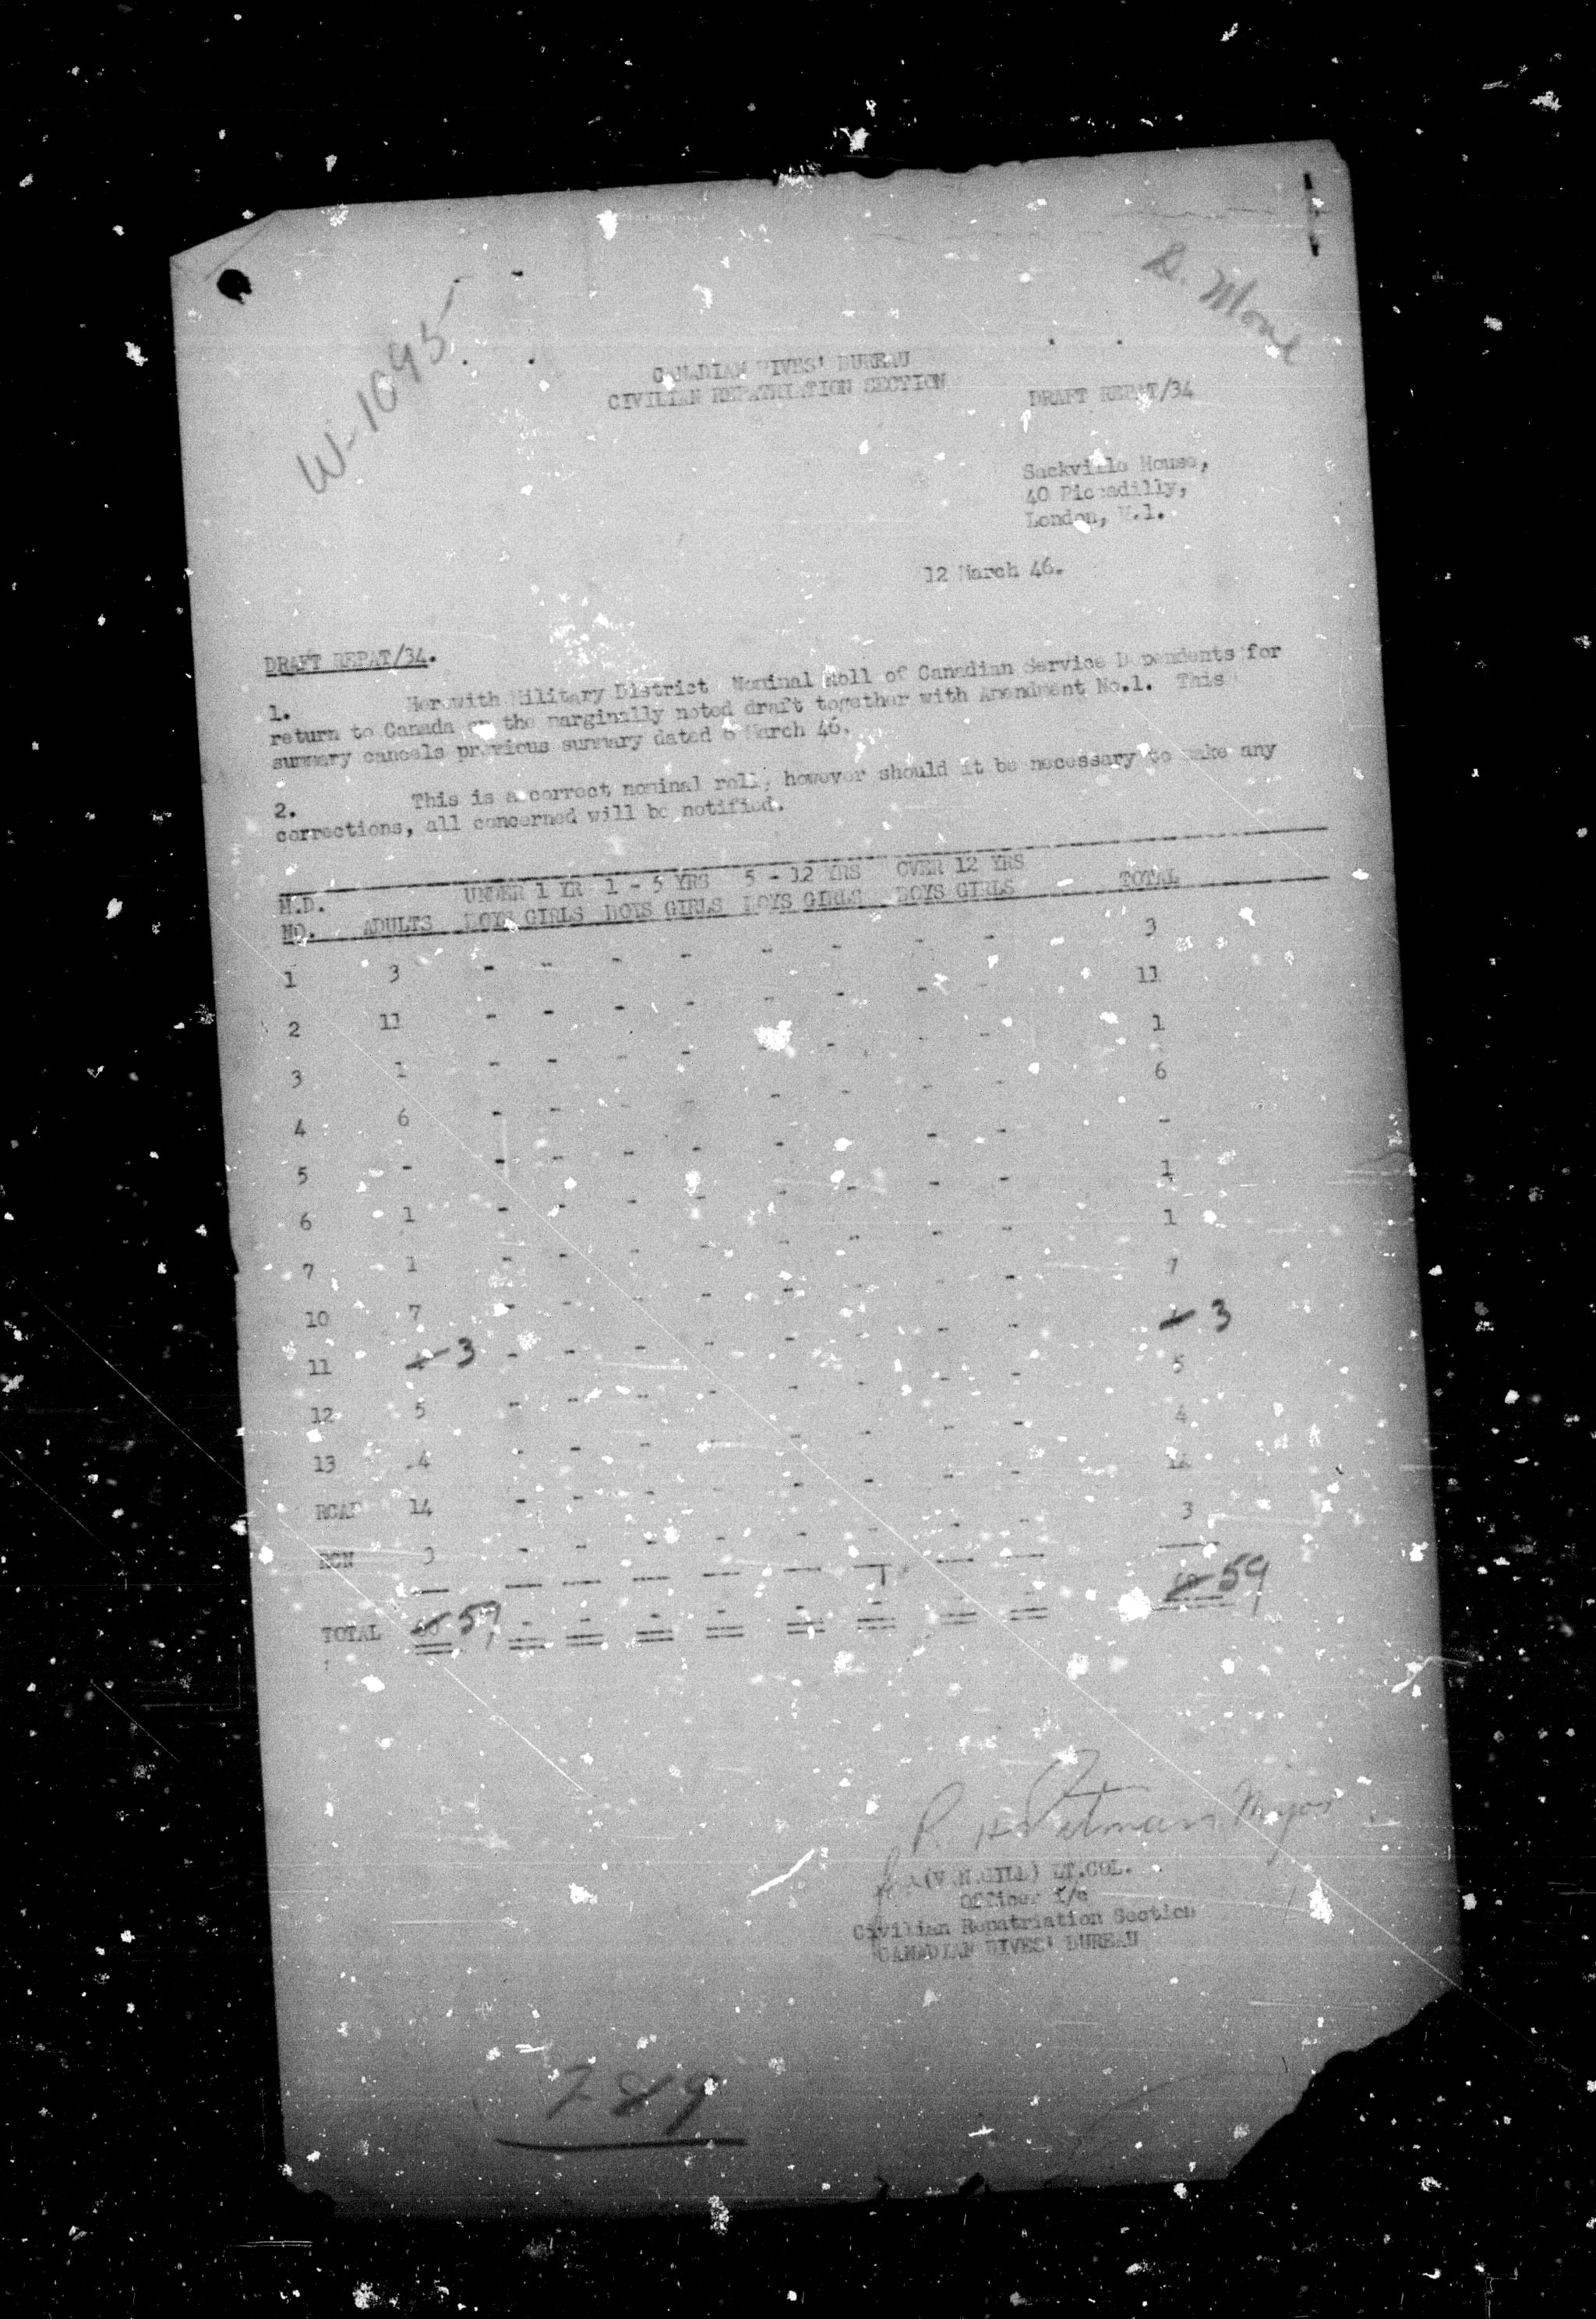 W-1095
D.
CANADIAN WIVES' BUREAU
CIVILIAN REPATRIATION SECTION
DRAFT REPAT/34
Sackville House,
40 Piccadilly,
London, W.1.
12 March 46.
DRAFT REPAT/34.
1. Herewith Military District Nominal Roll of Canadian Service Dependents for
return to Canada on the marginally noted draft together with Amendment No.1. This
summary cancels previous summary dated March 46.
2. This is a correct nominal roll, however should it be necessary to make any
corrections, all concerned will be notified.
M.D. UNDER 1 YR 1 - 5 YRS 5 - 12 YRS OVER 12 YRS
NO. ADULTS BOYS GIRLS BOYS GIRLS BOYS GIRLS BOYS GIRLS TOTAL
1 3 - - - - - - - - 3
2 11 - - - - - - - - 11
3 1 - - - - - - - - 1
4 6 - - - - - - - - 6
5 - - - - - - - - - -
6 1 - - - - - - - - 1
7 1 - - - - - - - - 1
10 7 - - - - - - - - 7
11 3 - - - - - - - - 3
12 5 - - - - - - - - 5
13 4 - - - - - - - - 4
RCAF 14 - - - - - - - - 14
RCN 3 - - - - - - - - 3
TOTAL 60 59 - - - - - - - - 60 59
Major
for (V.N.GILL) LT.COL.
Officer i/c
Civilian Repatriation Section
CANADIAN WIVES' BUREAU
789